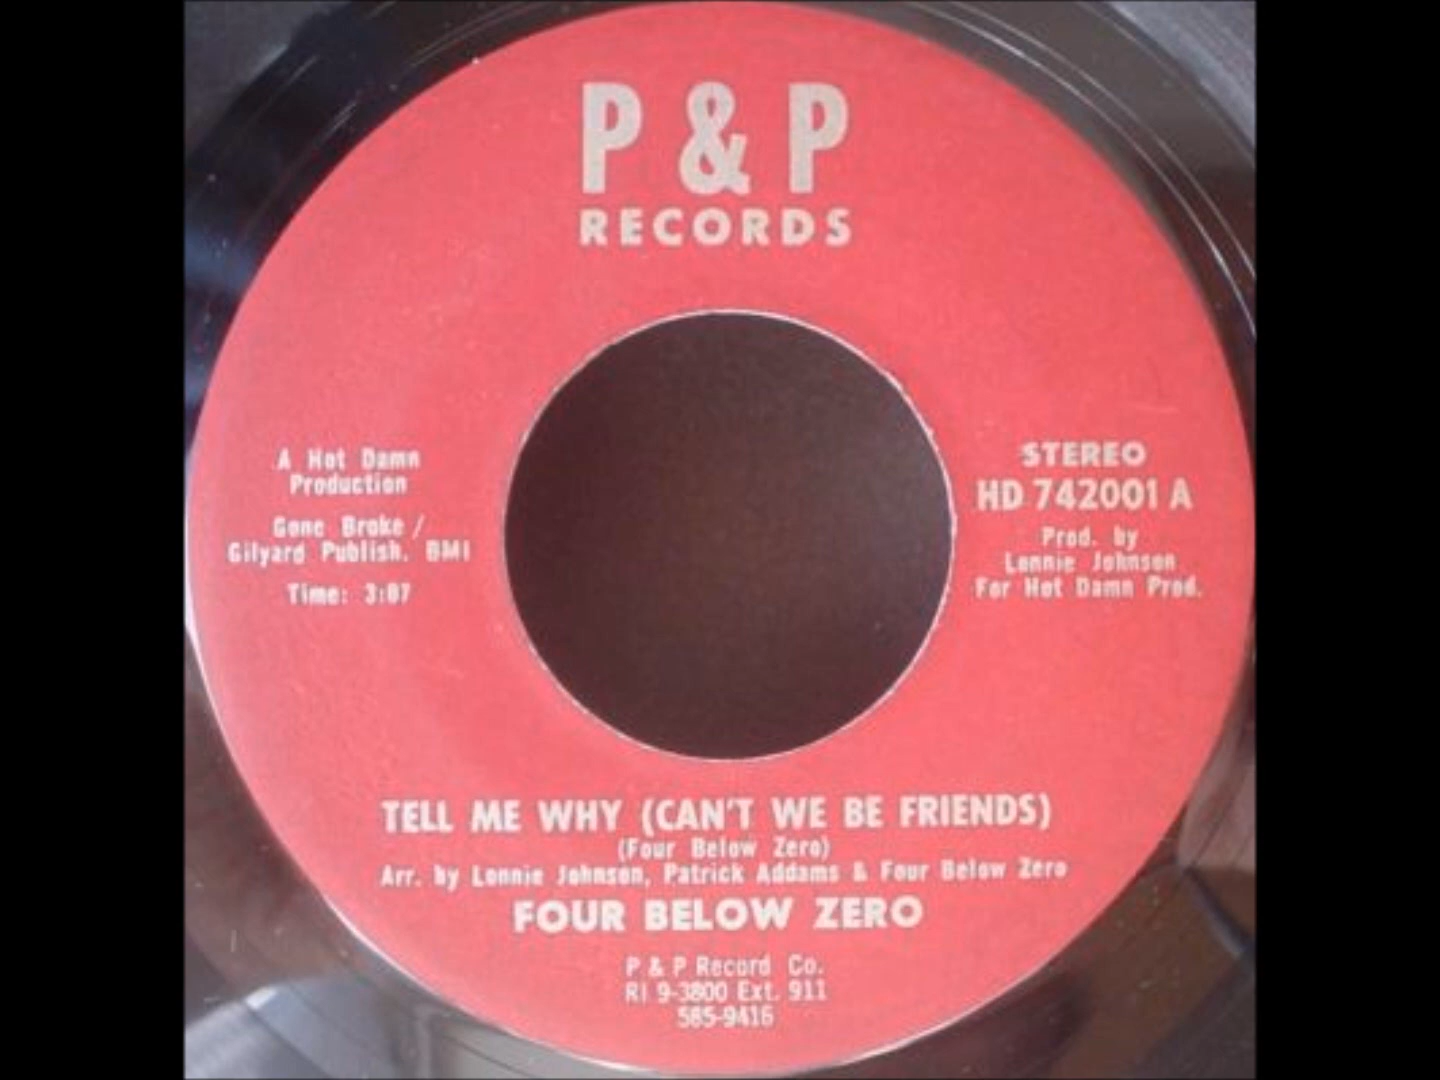 P & P
RECORDS
A Hot Damn
Production
Gone Broke /
Gilyard Publish. BMI
Time: 3:07
STEREO
HD 742001 A
Prod. by
Lonnie Johnson
For Hot Damn Prod.
TELL ME WHY (CAN'T WE BE FRIENDS)
(Four Below Zero)
Arr. by Lonnie Johnson, Patrick Addams & Four Below Zero
FOUR BELOW ZERO
P & P Record Co.
RI 9-3800 Ext. 911
585-9416